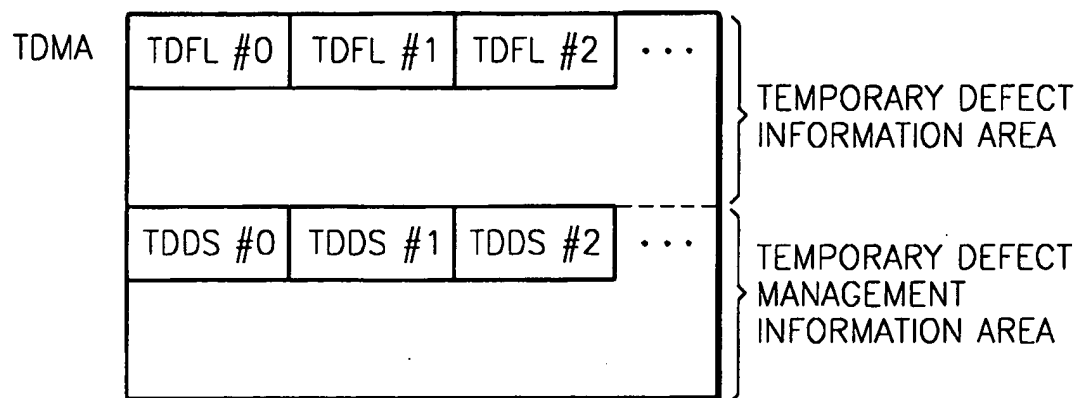 TDMA TDFL #0 TDFL #1 TDFL #2 ...
TEMPORARY DEFECT
INFORMATION AREA
TDDS #0 TDDS #1 TDDS #2 ...
TEMPORARY DEFECT
MANAGEMENT
INFORMATION AREA